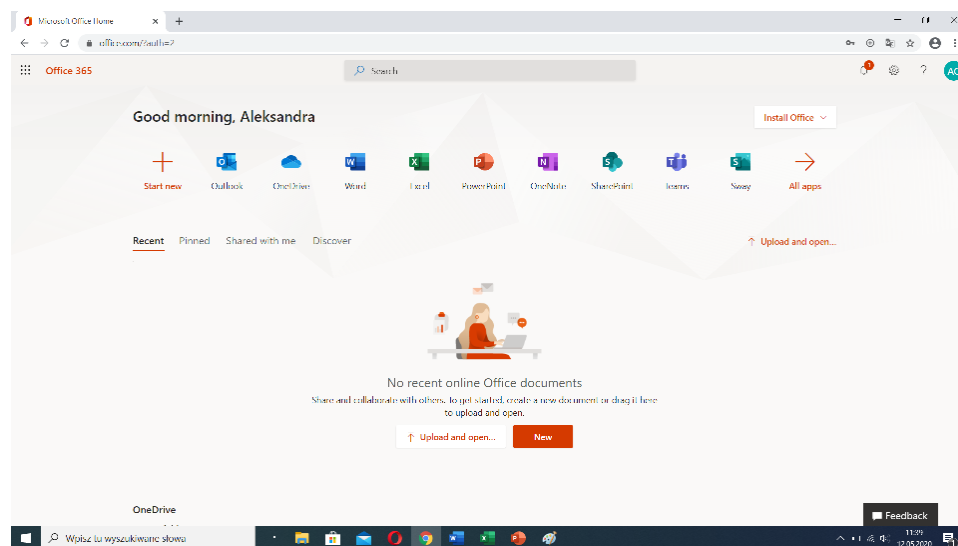 Microsoft Office Home
office.com/?auth=2
Office 365
Search
1
?
AC
Good morning, Aleksandra
Install Office
Start new
Outlook
OneDrive
Word
Excel
PowerPoint
OneNote
SharePoint
Teams
Sway
All apps
Recent Pinned Shared with me Discover
Upload and open...
No recent online Office documents
Share and collaborate with others. To get started, create a new document or drag it here
to upload and open.
Upload and open...
New
OneDrive
Feedback
Wpisz tu wyszukiwane słowa
11:39
12.05.2020